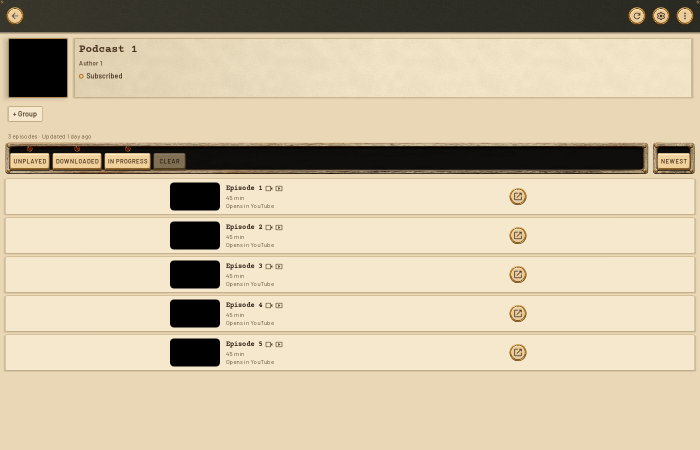 Podcast 1
Author 1
Subscribed
+ Group
3 episodes · Updated 1 day ago
UNPLAYED DOWNLOADED IN PROGRESS CLEAR NEWEST
Episode 1
45 min
Opens in YouTube
Episode 2
45 min
Opens in YouTube
Episode 3
45 min
Opens in YouTube
Episode 4
45 min
Opens in YouTube
Episode 5
45 min
Opens in YouTube